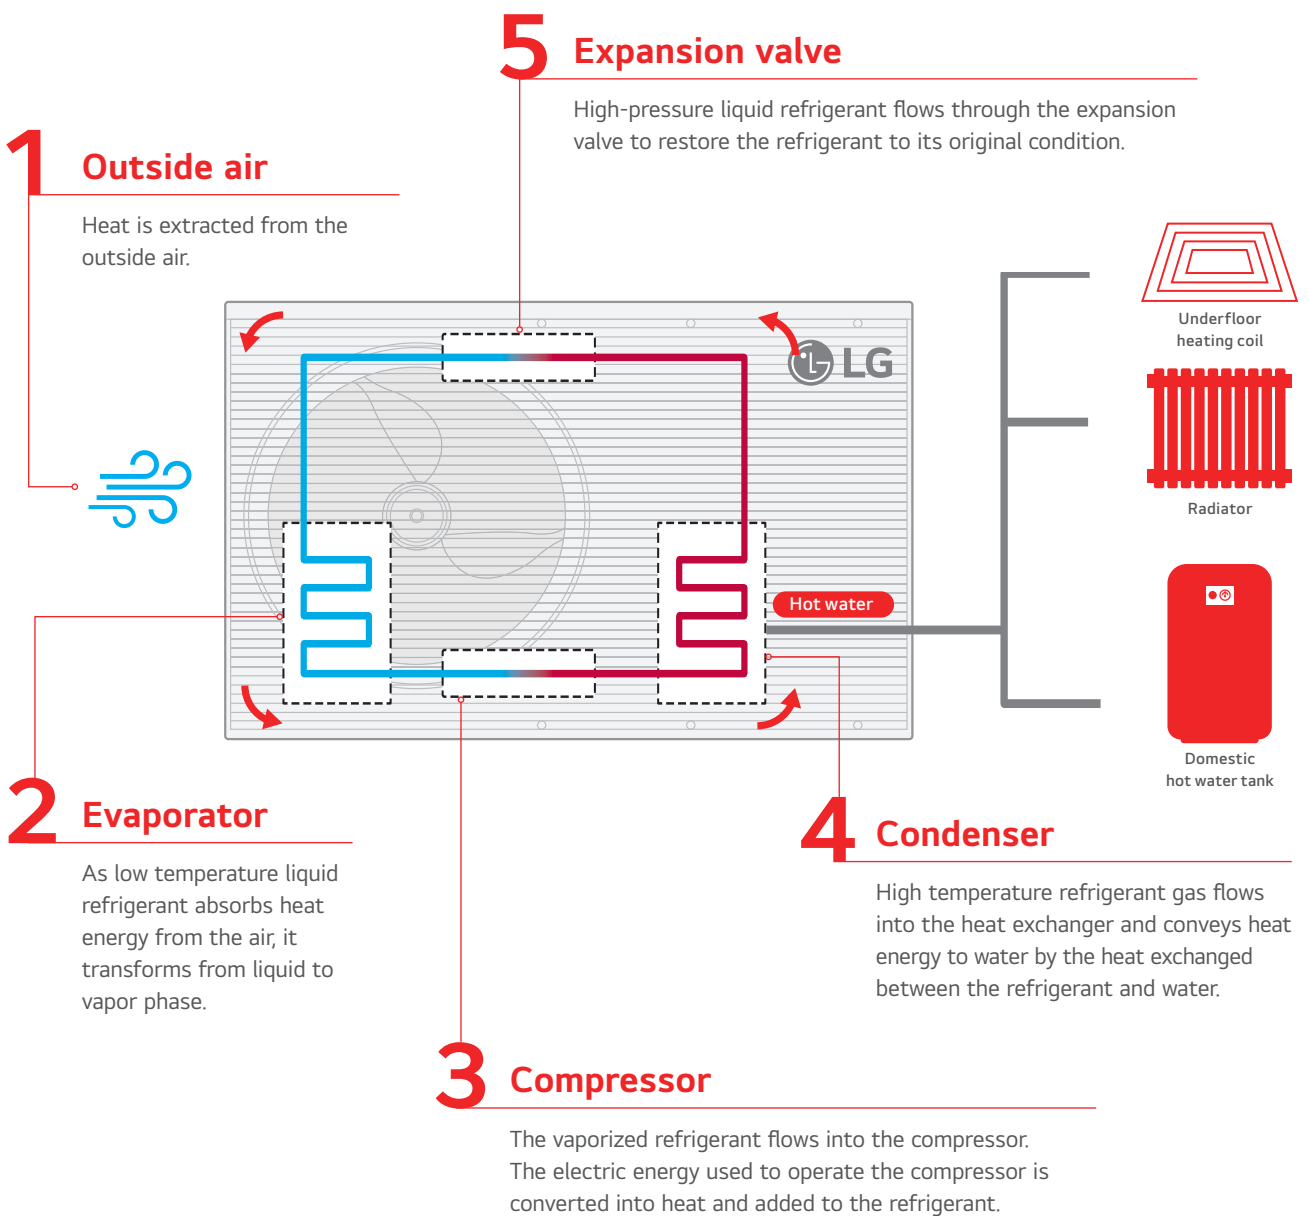 5 Expansion valve
High-pressure liquid refrigerant flows through the expansion
valve to restore the refrigerant to its original condition.
1 Outside air
Heat is extracted from the
outside air.
LG
Underfloor
heating coil
Radiator
Hot water
Domestic
hot water tank
2 Evaporator
As low temperature liquid
refrigerant absorbs heat
energy from the air, it
transforms from liquid to
vapor phase.
4 Condenser
High temperature refrigerant gas flows
into the heat exchanger and conveys heat
energy to water by the heat exchanged
between the refrigerant and water.
3 Compressor
The vaporized refrigerant flows into the compressor.
The electric energy used to operate the compressor is
converted into heat and added to the refrigerant.